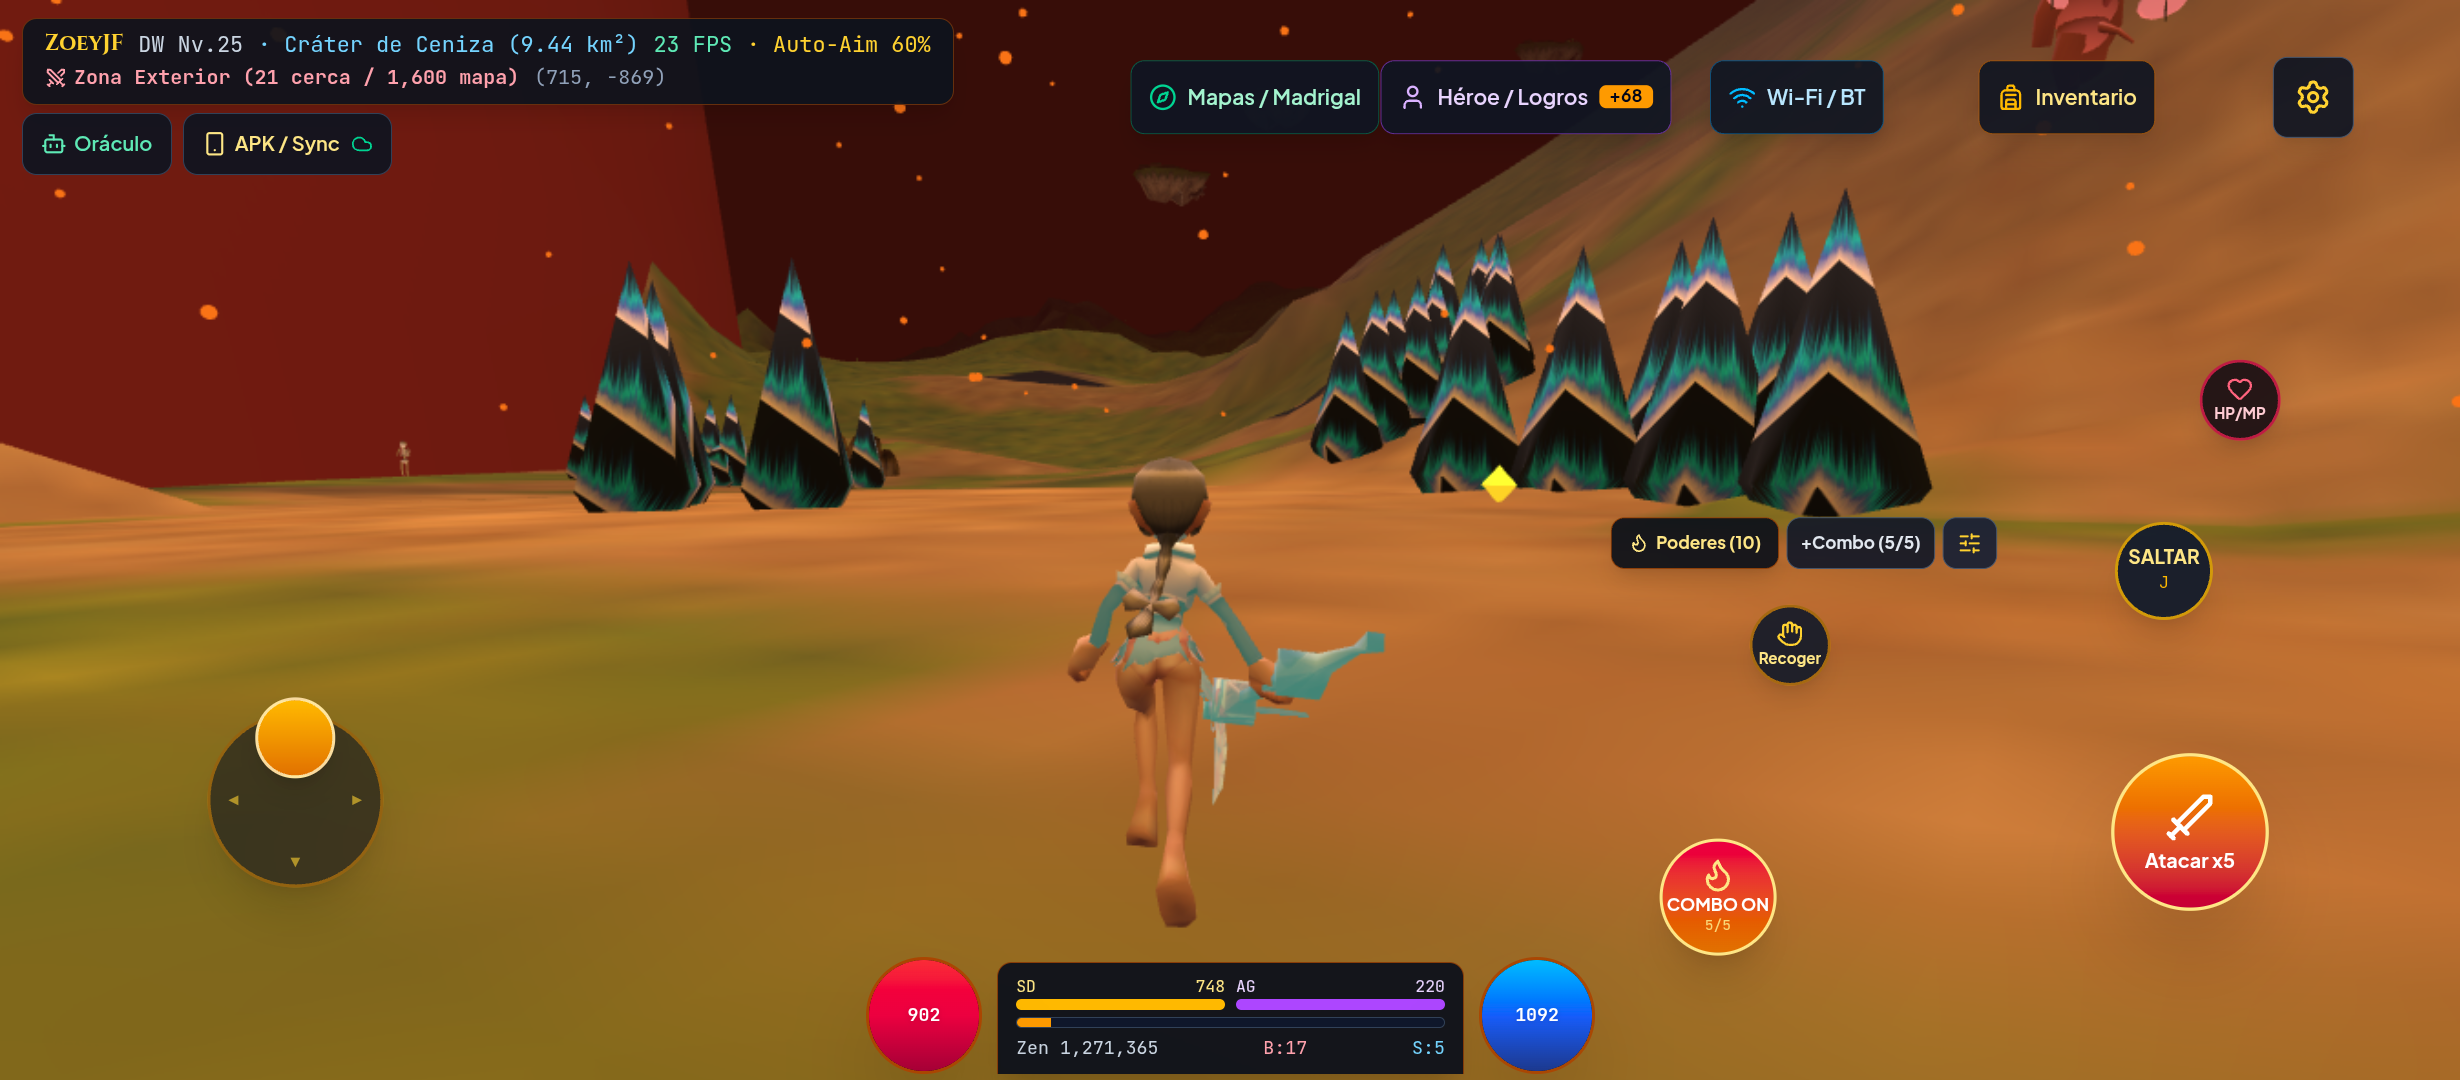 ZOEYJF DW Nv.25 · Cráter de Ceniza (9.44 km²) 23 FPS · Auto-Aim 60%
Zona Exterior (21 cerca / 1,600 mapa) (715, -869)
Oráculo
APK / Sync
Mapas / Madrigal
Héroe / Logros +68
Wi-Fi / BT
Inventario
HP/MP
Poderes (10)
+Combo (5/5)
SALTAR
J
Recoger
Atacar x5
COMBO ON
5/5
902
SD 748 AG 220
Zen 1,271,365 B:17 S:5
1092